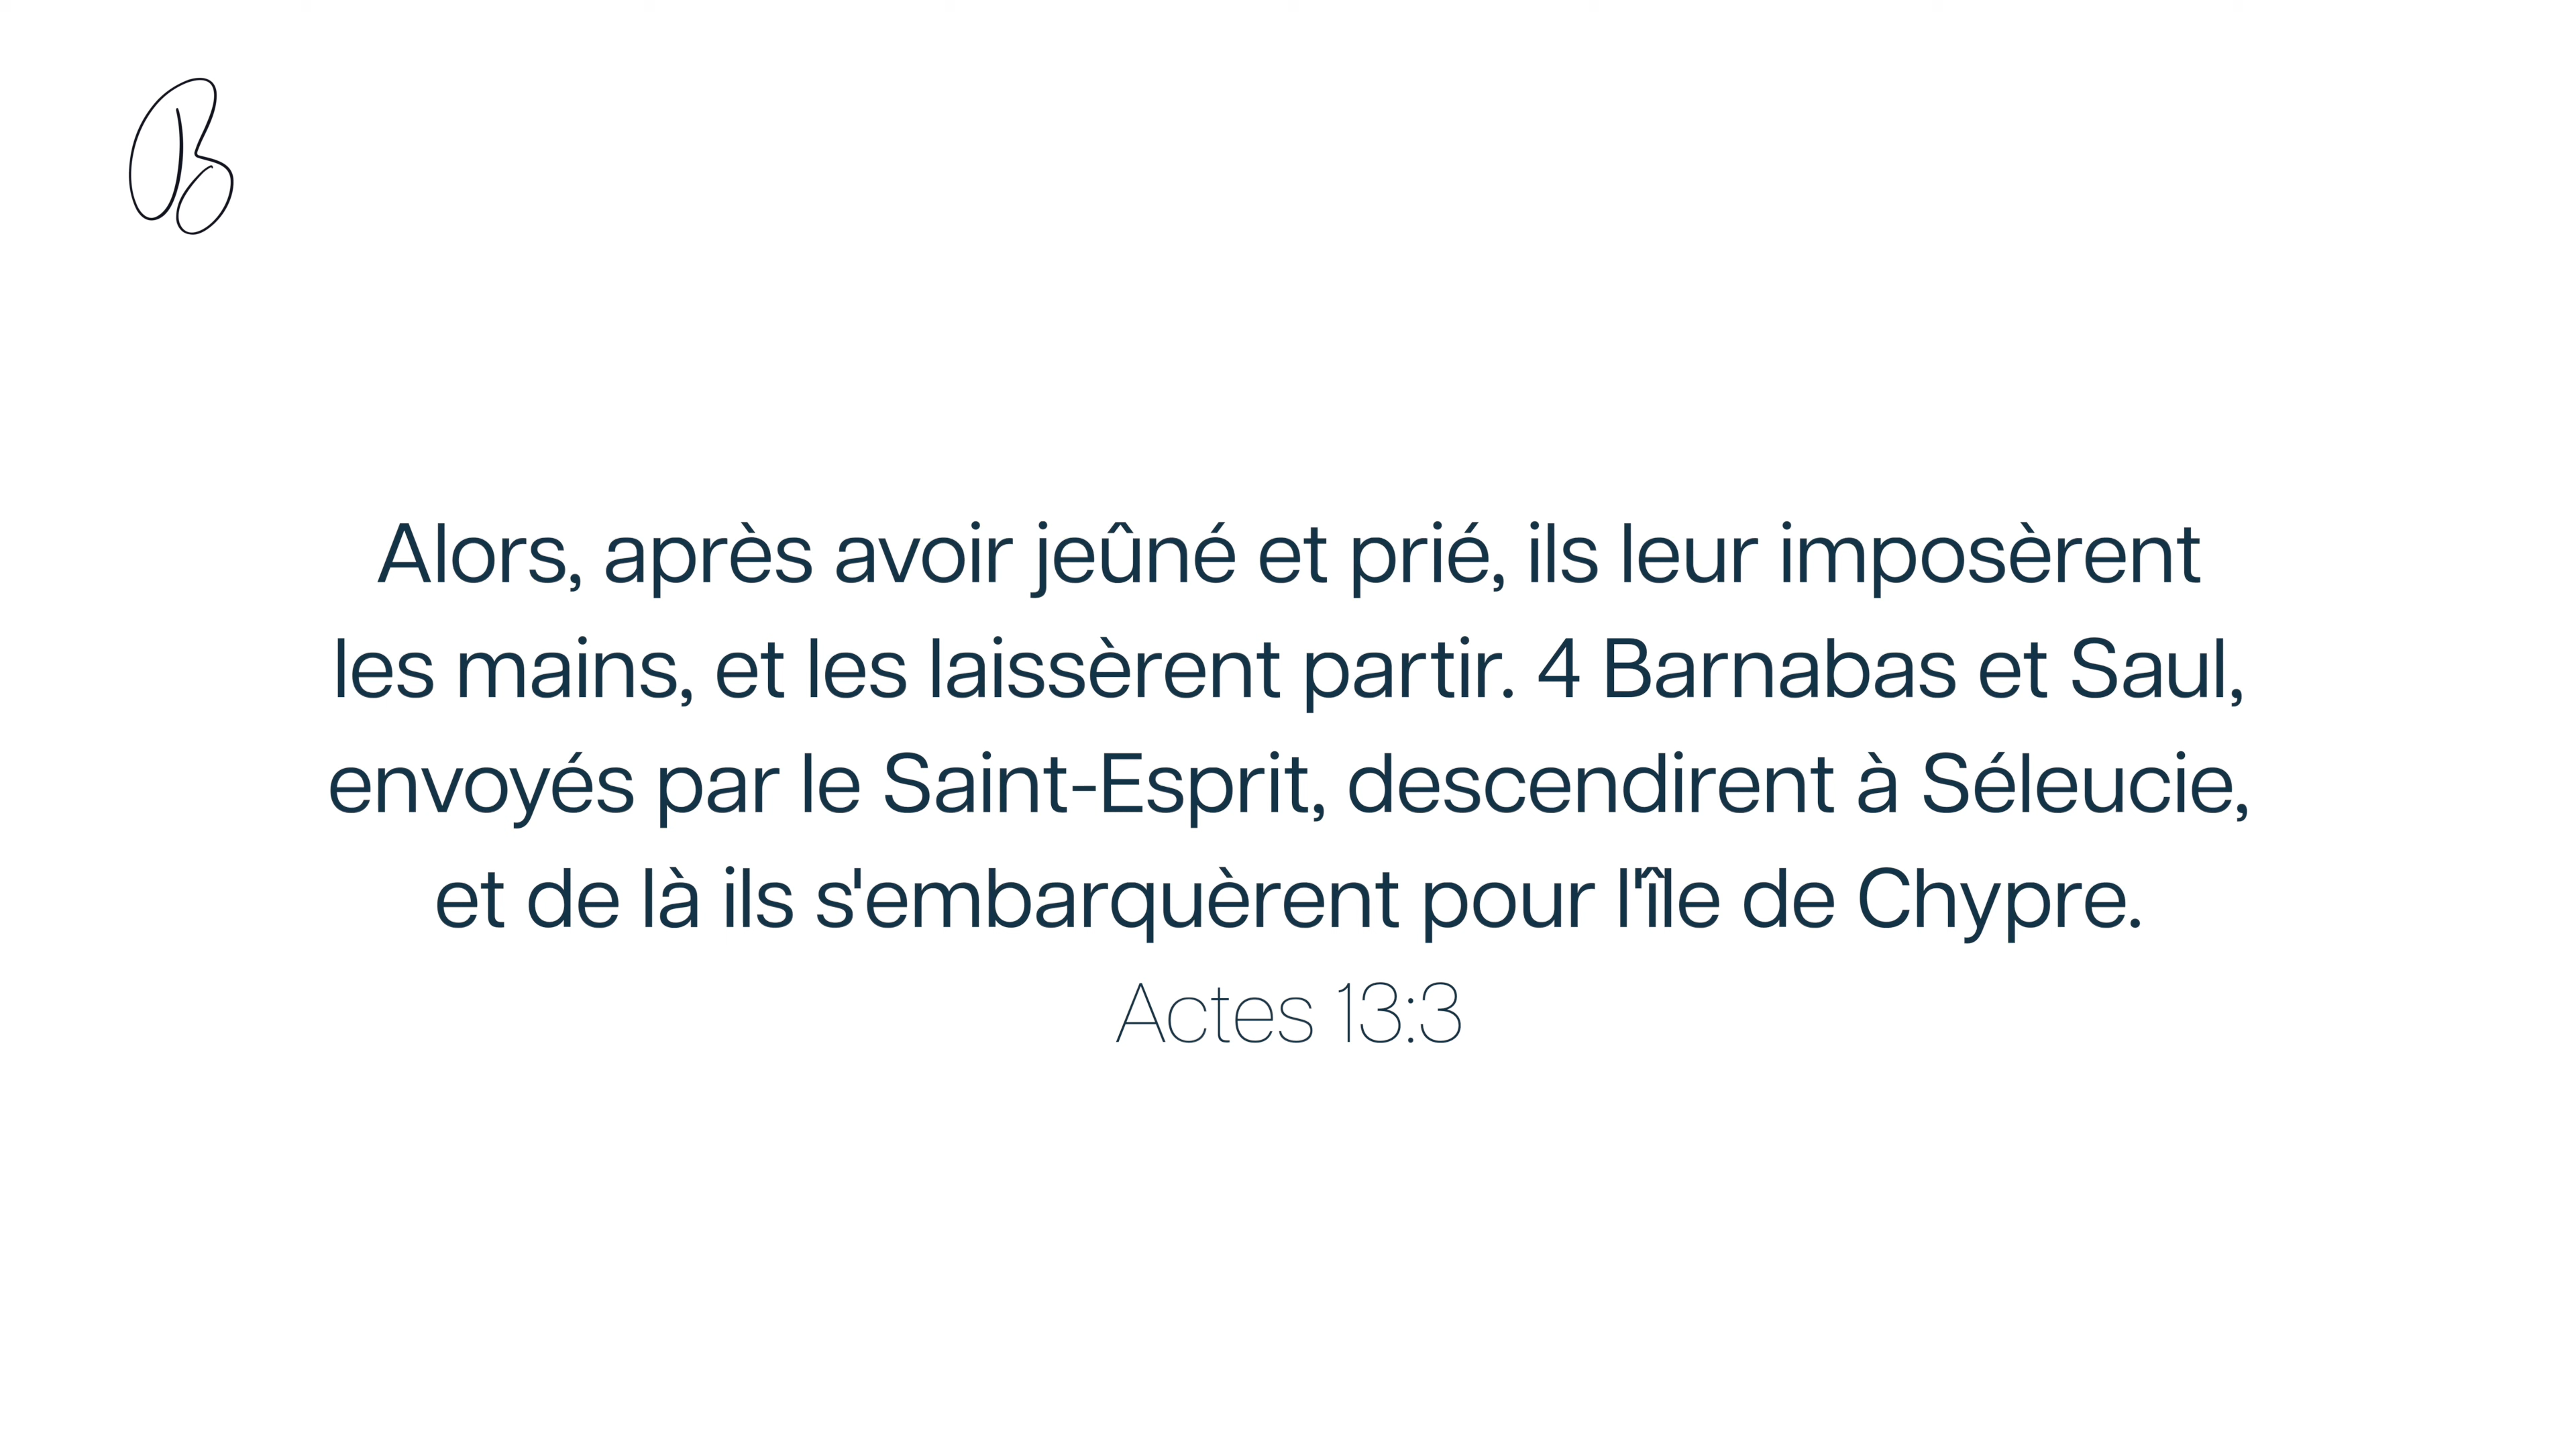 B
Alors, après avoir jeûné et prié, ils leur imposèrent
les mains, et les laissèrent partir. 4 Barnabas et Saul,
envoyés par le Saint-Esprit, descendirent à Séleucie,
et de là ils s'embarquèrent pour l'île de Chypre.
Actes 13:3